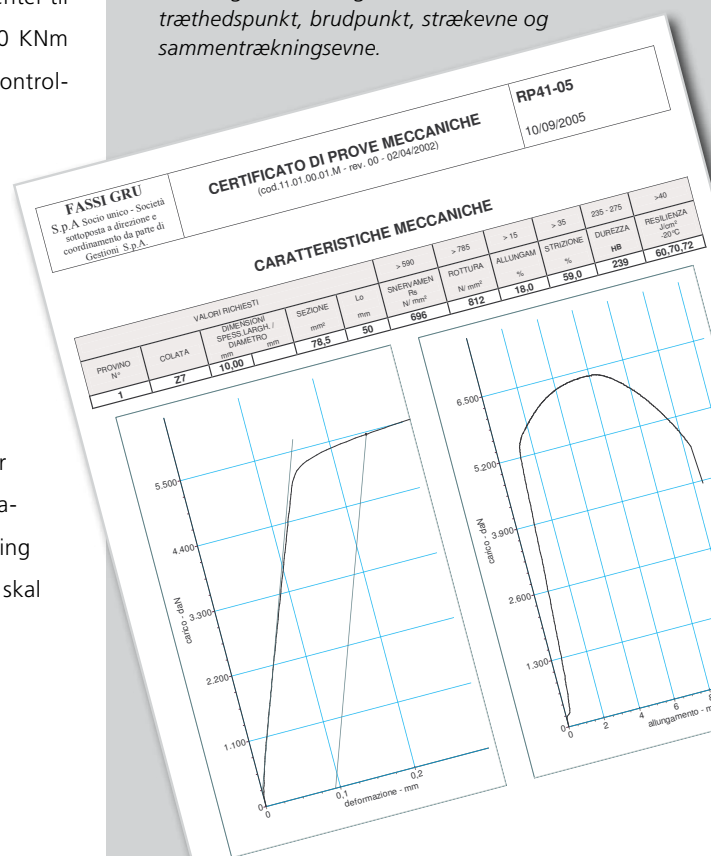 0 KNm
ontrol-
træthedspunkt, brudpunkt, strækevne og
sammentrækningsevne.
r
a-
ing
skal
FASSI GRU
S.p.A Socio unico - Società
sottoposta a direzione e
coordinamento da parte di
Gestioni S.p.A.
CERTIFICATO DI PROVE MECCANICHE
(cod.11.01.00.01.M - rev. 00 - 02/04/2002)
RP41-05
10/09/2005
CARATTERISTICHE MECCANICHE
VALORI RICHIESTI
> 590
> 785
> 15
> 35
235 - 275
>40
PROVINO
N°
COLATA
DIMENSIONI
SPESS.LARGH. /
DIAMETRO
mm mm
SEZIONE
mm²
Lo
mm
SNERVAMEN
Rs
N/ mm²
ROTTURA
N/ mm²
ALLUNGAM
%
STRIZIONE
%
DUREZZA
HB
RESILIENZA
J/cm²
-20°C
1
Z7
10,00
78,5
50
696
812
18,0
59,0
239
60,70,72
5.500
4.400
3.300
2.200
1.100
0
carico - daN
0
0,1
0,2
deformazione - mm
6.500
5.200
3.900
2.600
1.300
0
carico - daN
0
2
4
6
8
allungamento - m